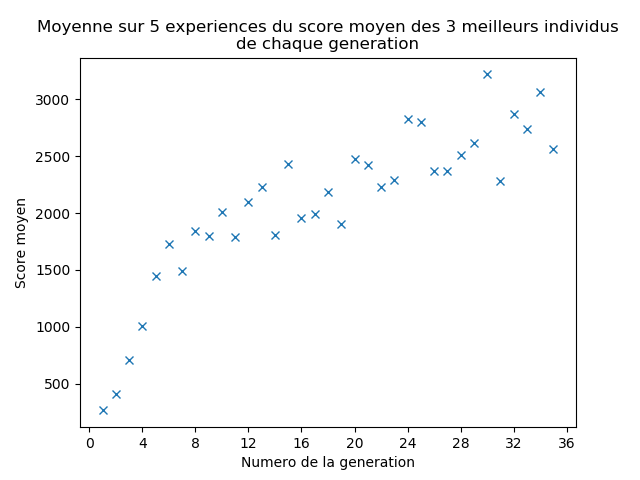 Moyenne sur 5 experiences du score moyen des 3 meilleurs individus
de chaque generation
3000
2500
2000
1500
1000
500
Score moyen
0 4 8 12 16 20 24 28 32 36
Numero de la generation